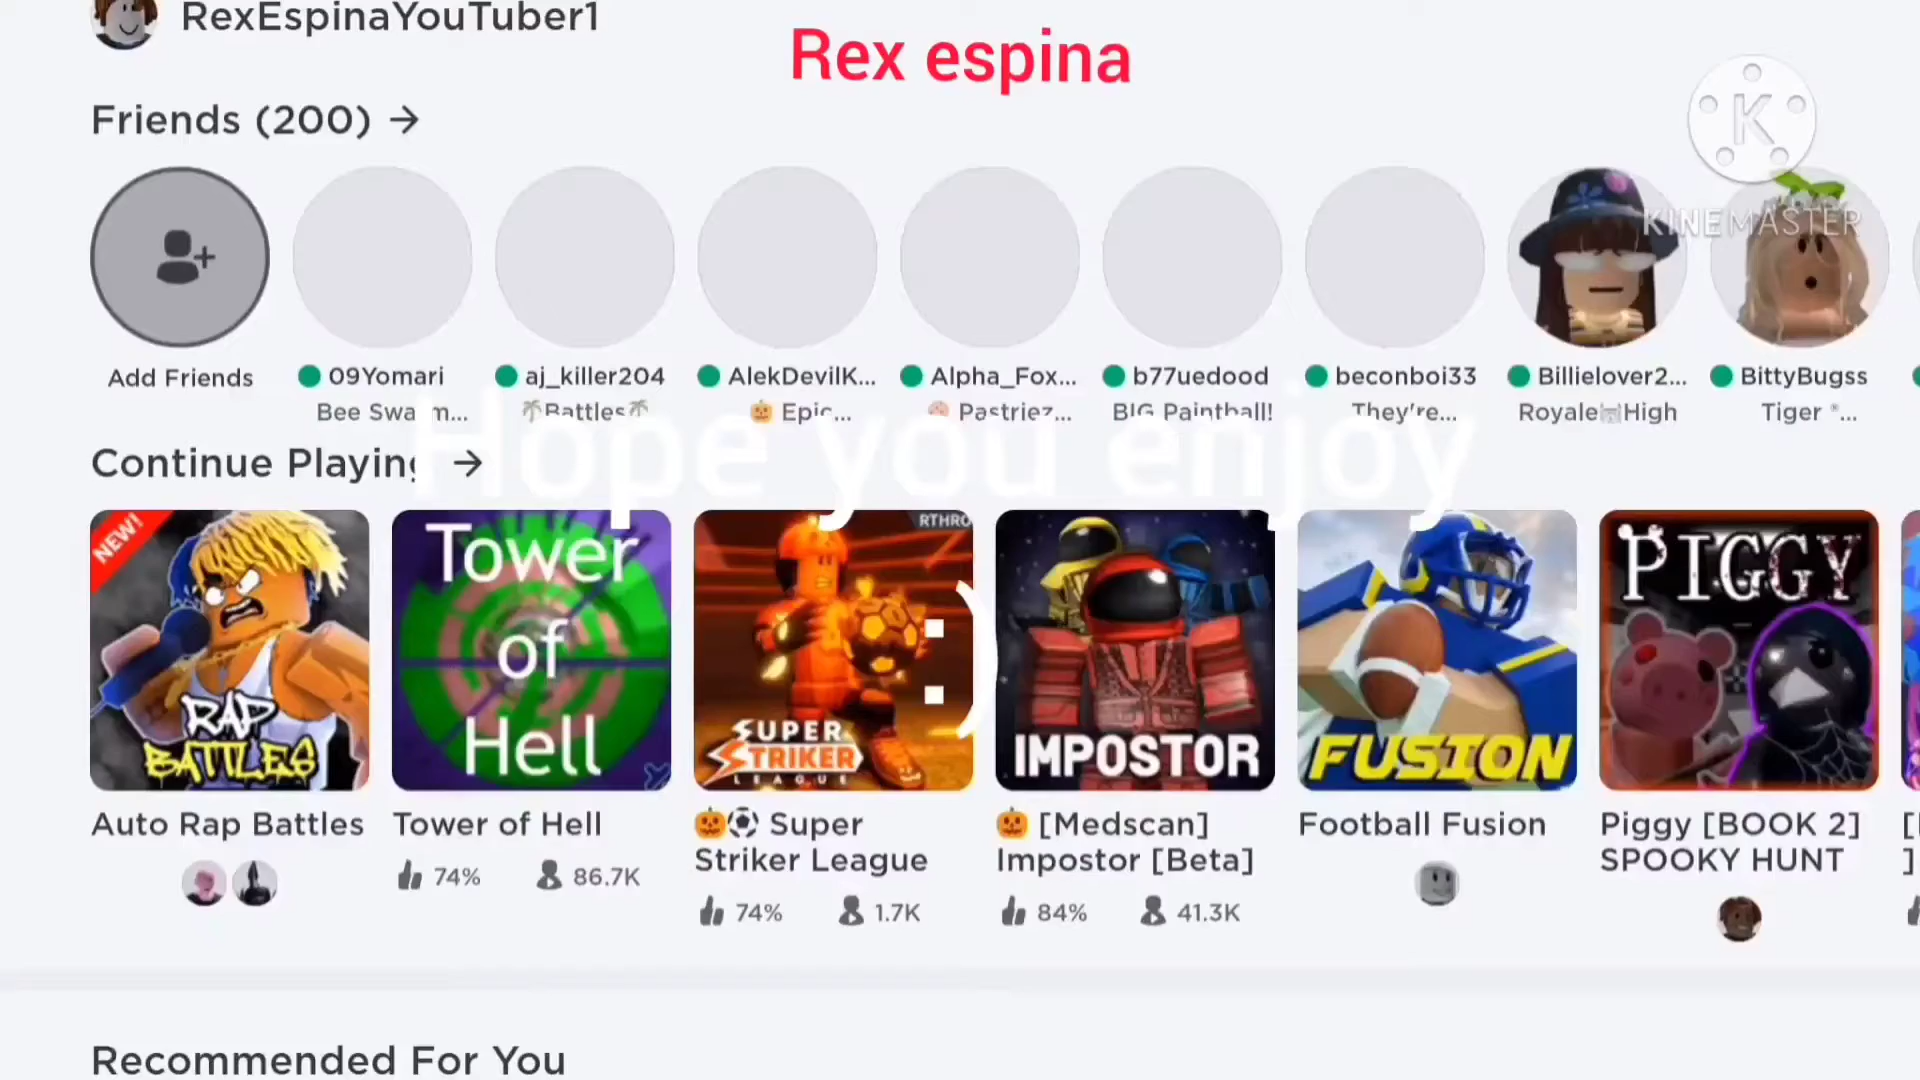 RexEspinaYouTuber1
Rex espina
Friends (200) →
K
KINEMASTER
Add Friends
09Yomari
aj_killer204
AlekDevilK...
Alpha_Fox...
b77uedood
beconboi33
Billielover2...
BittyBugss
Bee Swarm...
🌴Battles🌴
🎃 Epic...
Pastriez...
BIG Paintball!
They're...
Royale High
Tiger *...
Hope you enjoy
:)
Continue Playing →
NEW!
RAP
BATTLES
Tower
of
Hell
RTHRO
SUPER
STRIKER
LEAGUE
IMPOSTOR
FUSION
PIGGY
Auto Rap Battles
Tower of Hell
74% 86.7K
🎃⚽ Super
Striker League
74% 1.7K
🎃 [Medscan]
Impostor [Beta]
84% 41.3K
Football Fusion
Piggy [BOOK 2]
SPOOKY HUNT
Recommended For You